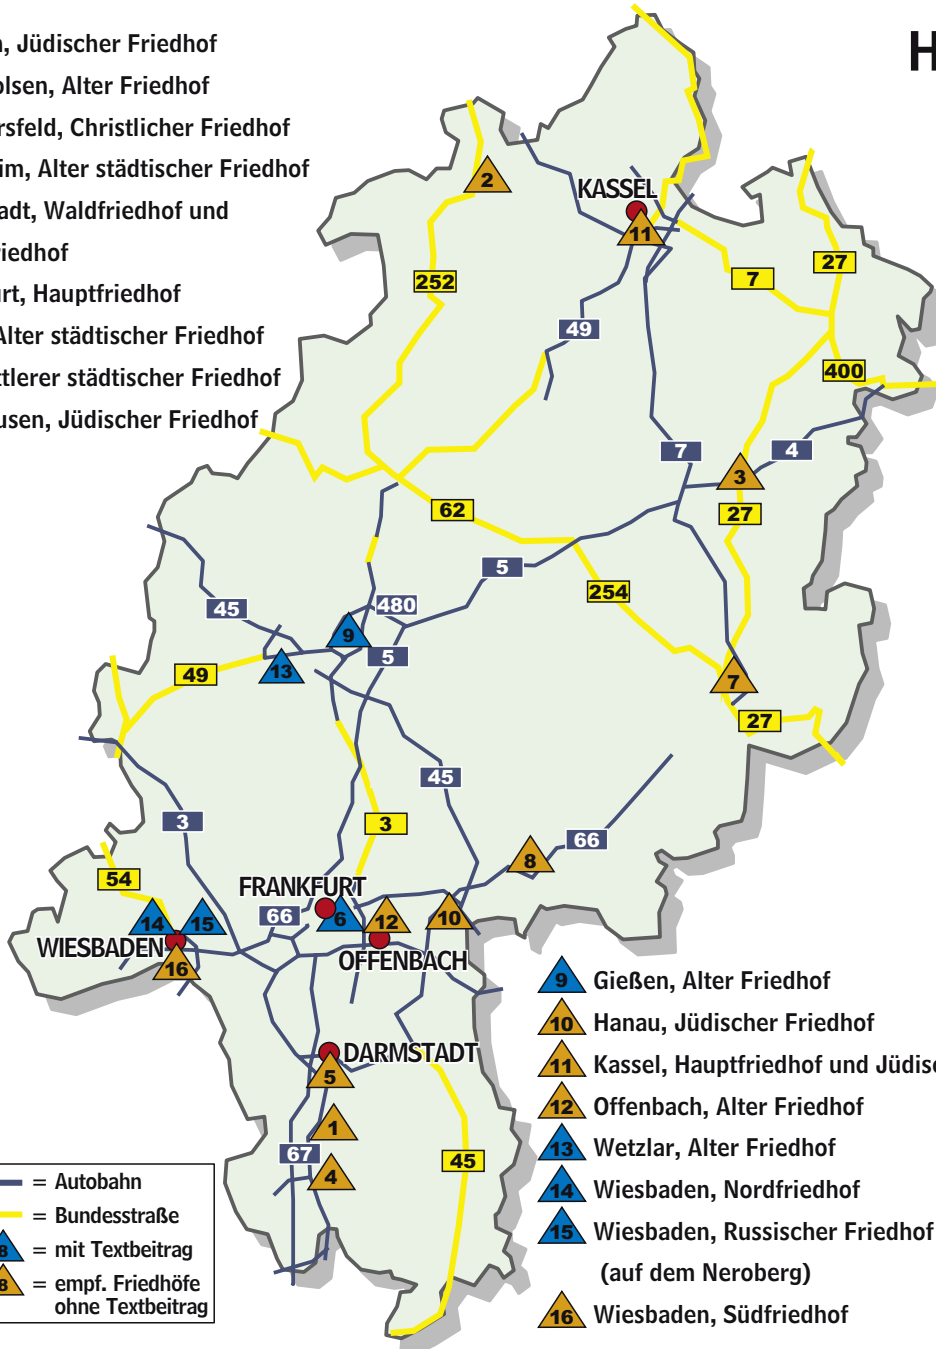 , Jüdischer Friedhof
H
olsen, Alter Friedhof
rsfeld, Christlicher Friedhof
im, Alter städtischer Friedhof
adt, Waldfriedhof und
riedhof
rt, Hauptfriedhof
Alter städtischer Friedhof
ttlerer städtischer Friedhof
usen, Jüdischer Friedhof
2
KASSEL
11
252
7
27
49
400
7
4
3
62
27
5
254
45
480
9
5
13
49
7
27
45
3
3
66
8
54
FRANKFURT
14
15
66
6
12
10
WIESBADEN
OFFENBACH
16
DARMSTADT
5
1
67
4
45
9 Gießen, Alter Friedhof
10 Hanau, Jüdischer Friedhof
11 Kassel, Hauptfriedhof und Jüdisc
12 Offenbach, Alter Friedhof
13 Wetzlar, Alter Friedhof
14 Wiesbaden, Nordfriedhof
15 Wiesbaden, Russischer Friedhof
(auf dem Neroberg)
16 Wiesbaden, Südfriedhof
= Autobahn
= Bundesstraße
8 = mit Textbeitrag
8 = empf. Friedhöfe
ohne Textbeitrag